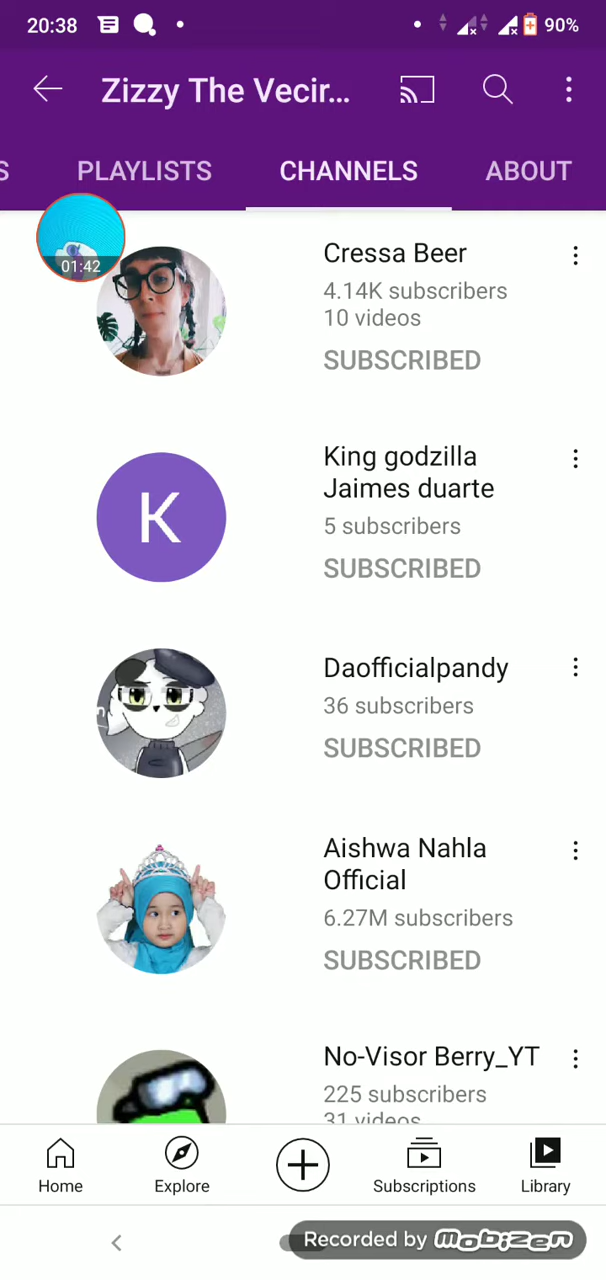 20:38
90%
Zizzy The Vecir...
S PLAYLISTS CHANNELS ABOUT
01:42
Cressa Beer
4.14K subscribers
10 videos
SUBSCRIBED
K
King godzilla
Jaimes duarte
5 subscribers
SUBSCRIBED
Daofficialpandy
36 subscribers
SUBSCRIBED
Aishwa Nahla
Official
6.27M subscribers
SUBSCRIBED
No-Visor Berry_YT
225 subscribers
31 videos
Home Explore Subscriptions Library
Recorded by mobizen